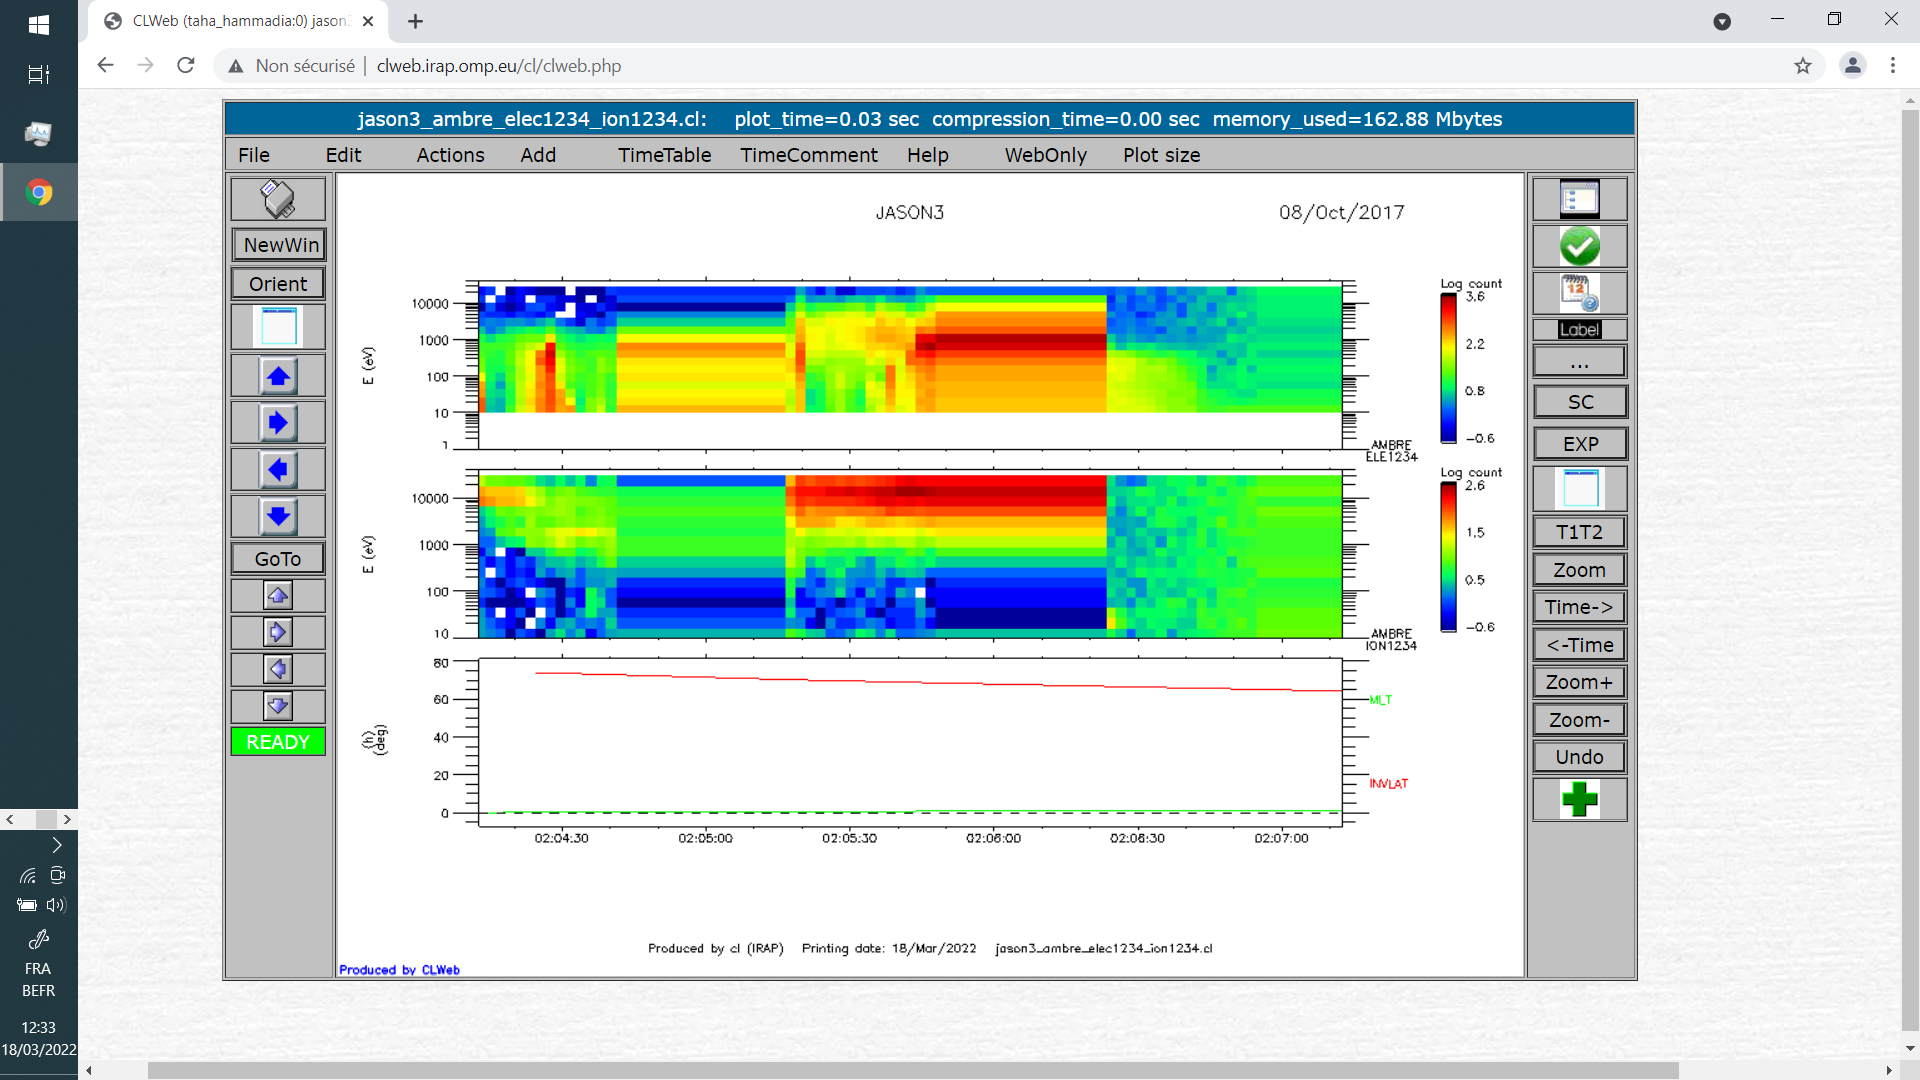 CLWeb (taha_hammadia:0) jason3
Non sécurisé | clweb.irap.omp.eu/cl/clweb.php
jason3_ambre_elec1234_ion1234.cl: plot_time=0.03 sec compression_time=0.00 sec memory_used=162.88 Mbytes
File Edit Actions Add TimeTable TimeComment Help WebOnly Plot size
NewWin
Orient
GoTo
READY
JASON3 08/Oct/2017
Log count
3.6
2.2
0.8
-0.6
10000
1000
100
10
1
E (eV)
AMBRE
ELE1234
Log count
2.6
1.5
0.5
-0.6
10000
1000
100
10
E (eV)
AMBRE
ION1234
80
60
40
20
0
(h)
(deg)
MLT
INVLAT
02:04:30 02:05:00 02:05:30 02:06:00 02:06:30 02:07:00
Produced by cl (IRAP) Printing date: 18/Mar/2022 jason3_ambre_elec1234_ion1234.cl
Produced by CLWeb
12
Label
...
SC
EXP
T1T2
Zoom
Time->
<-Time
Zoom+
Zoom-
Undo
FRA
BEFR
12:33
18/03/2022